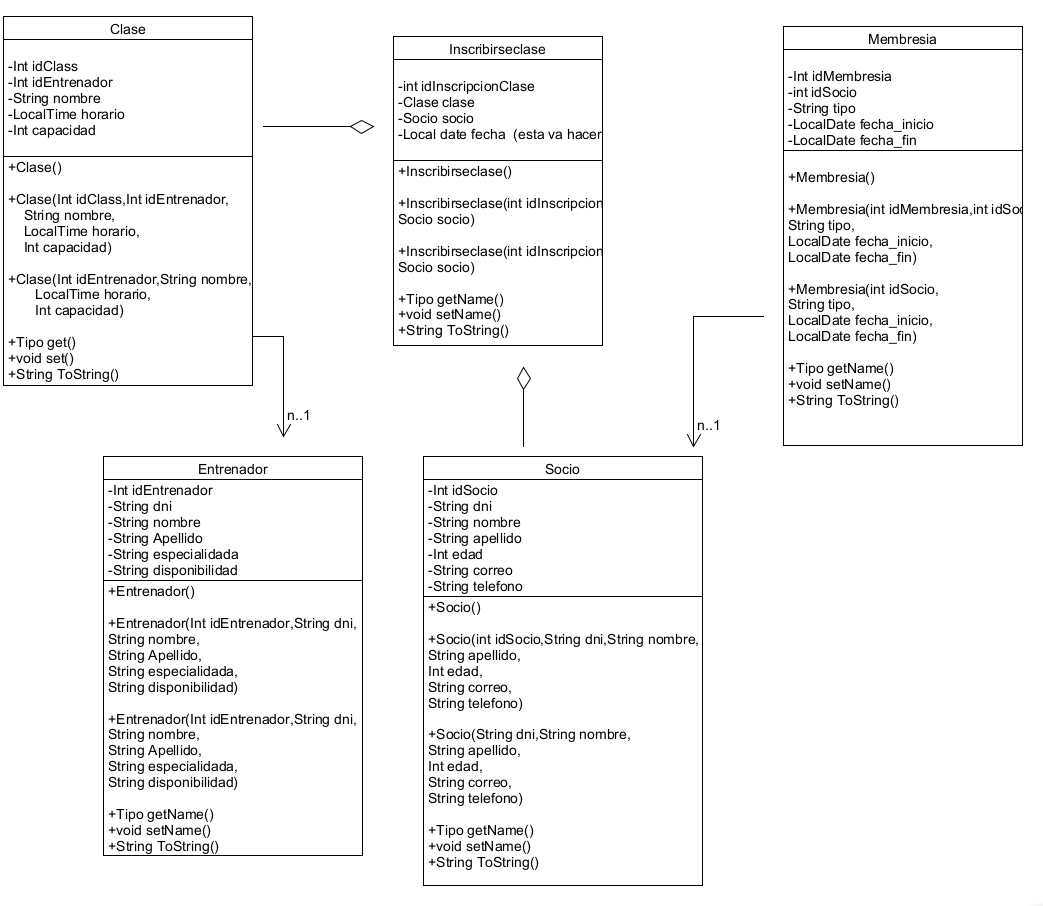 Clase
-Int idClass
-Int idEntrenador
-String nombre
-LocalTime horario
-Int capacidad
+Clase()
+Clase(Int idClass,Int idEntrenador,
String nombre,
LocalTime horario,
Int capacidad)
+Clase(Int idEntrenador,String nombre,
LocalTime horario,
Int capacidad)
+Tipo get()
+void set()
+String ToString()
Inscribirseclase
-int idInscripcionClase
-Clase clase
-Socio socio
-Local date fecha (esta va hacer
+Inscribirseclase()
+Inscribirseclase(int idInscripcion
Socio socio)
+Inscribirseclase(int idInscripcion
Socio socio)
+Tipo getName()
+void setName()
+String ToString()
Membresia
-Int idMembresia
-int idSocio
-String tipo
-LocalDate fecha_inicio
-LocalDate fecha_fin
+Membresia()
+Membresia(int idMembresia,int idSoc
String tipo,
LocalDate fecha_inicio,
LocalDate fecha_fin)
+Membresia(int idSocio,
String tipo,
LocalDate fecha_inicio,
LocalDate fecha_fin)
+Tipo getName()
+void setName()
+String ToString()
n..1
n..1
Entrenador
-Int idEntrenador
-String dni
-String nombre
-String Apellido
-String especialidada
-String disponibilidad
+Entrenador()
+Entrenador(Int idEntrenador,String dni,
String nombre,
String Apellido,
String especialidada,
String disponibilidad)
+Entrenador(Int idEntrenador,String dni,
String nombre,
String Apellido,
String especialidada,
String disponibilidad)
+Tipo getName()
+void setName()
+String ToString()
Socio
-Int idSocio
-String dni
-String nombre
-String apellido
-Int edad
-String correo
-String telefono
+Socio()
+Socio(int idSocio,String dni,String nombre,
String apellido,
Int edad,
String correo,
String telefono)
+Socio(String dni,String nombre,
String apellido,
Int edad,
String correo,
String telefono)
+Tipo getName()
+void setName()
+String ToString()